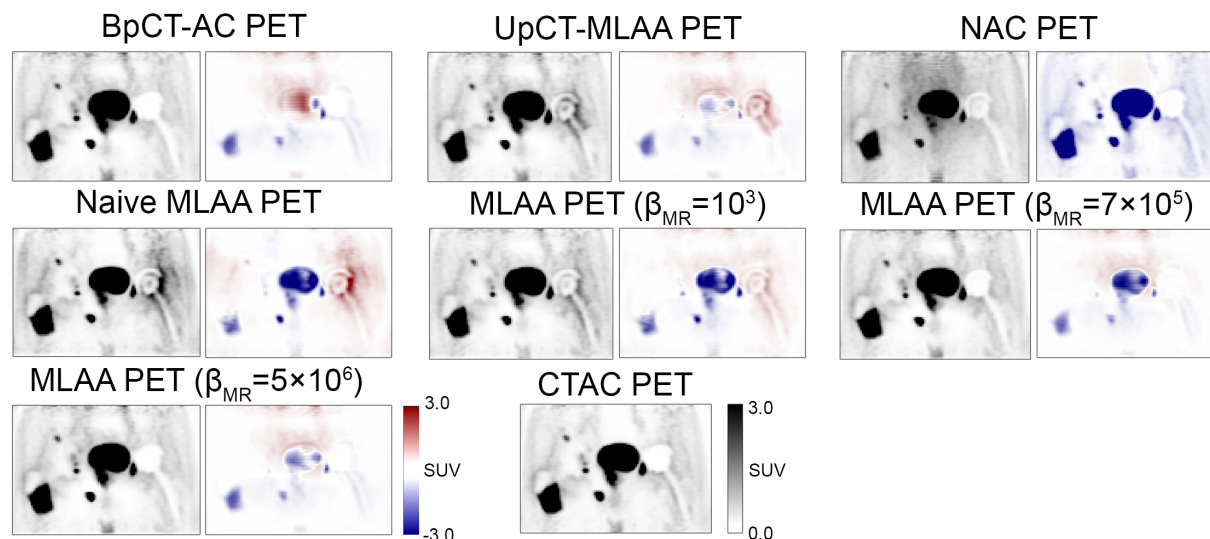 BpCT-AC PET
UpCT-MLAA PET
NAC PET
Naive MLAA PET
MLAA PET (βMR=10³)
MLAA PET (βMR=7×10⁵)
MLAA PET (βMR=5×10⁶)
3.0
SUV
-3.0
CTAC PET
3.0
SUV
0.0